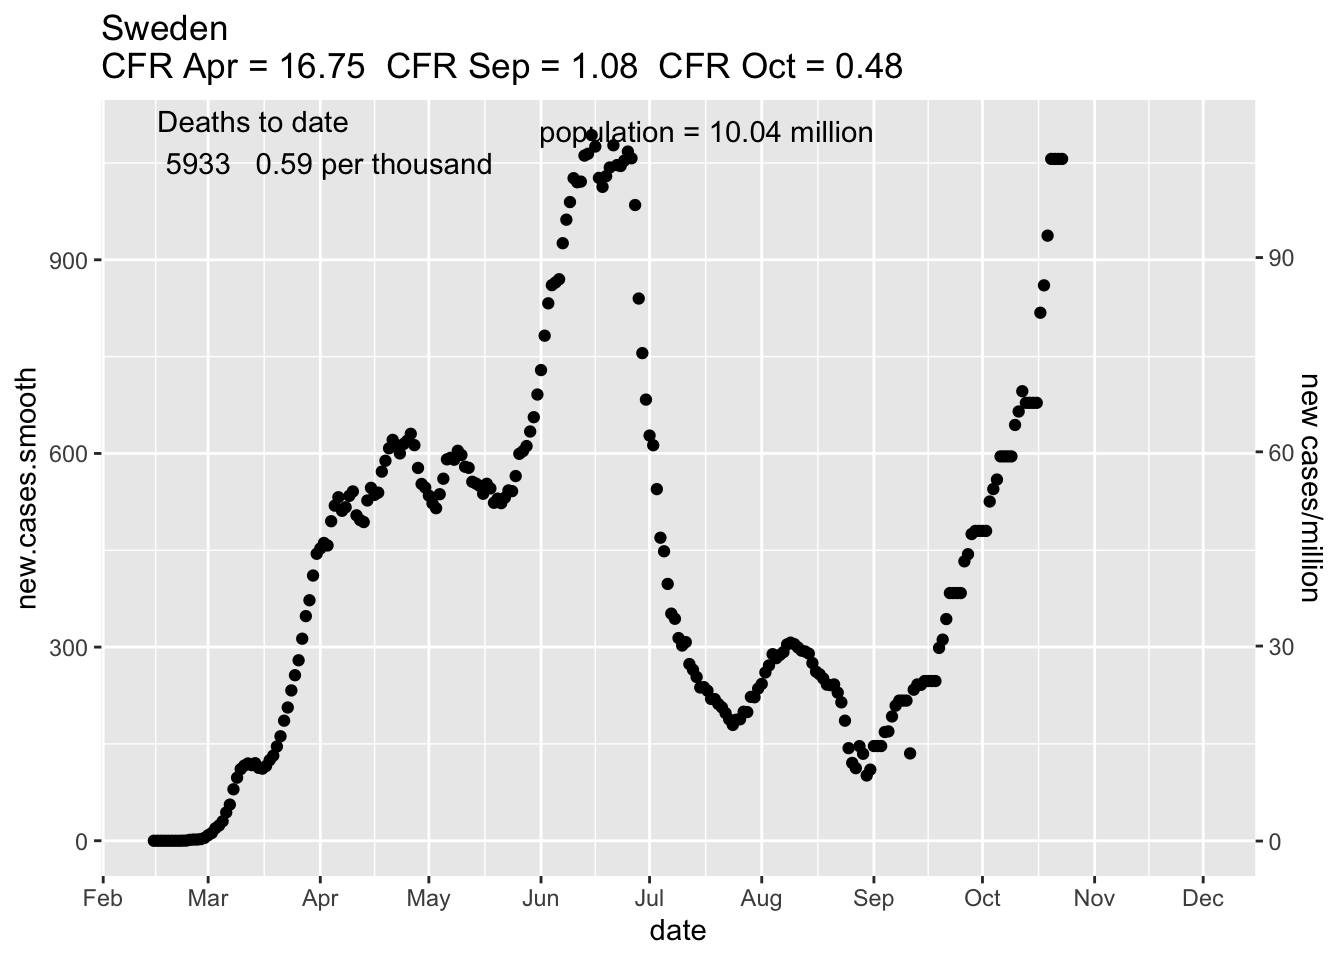 Sweden
CFR Apr = 16.75  CFR Sep = 1.08  CFR Oct = 0.48
Deaths to date
5933   0.59 per thousand
population = 10.04 million
new.cases.smooth
900
600
300
0
90
60
30
0
new cases/million
Feb Mar Apr May Jun Jul Aug Sep Oct Nov Dec
date